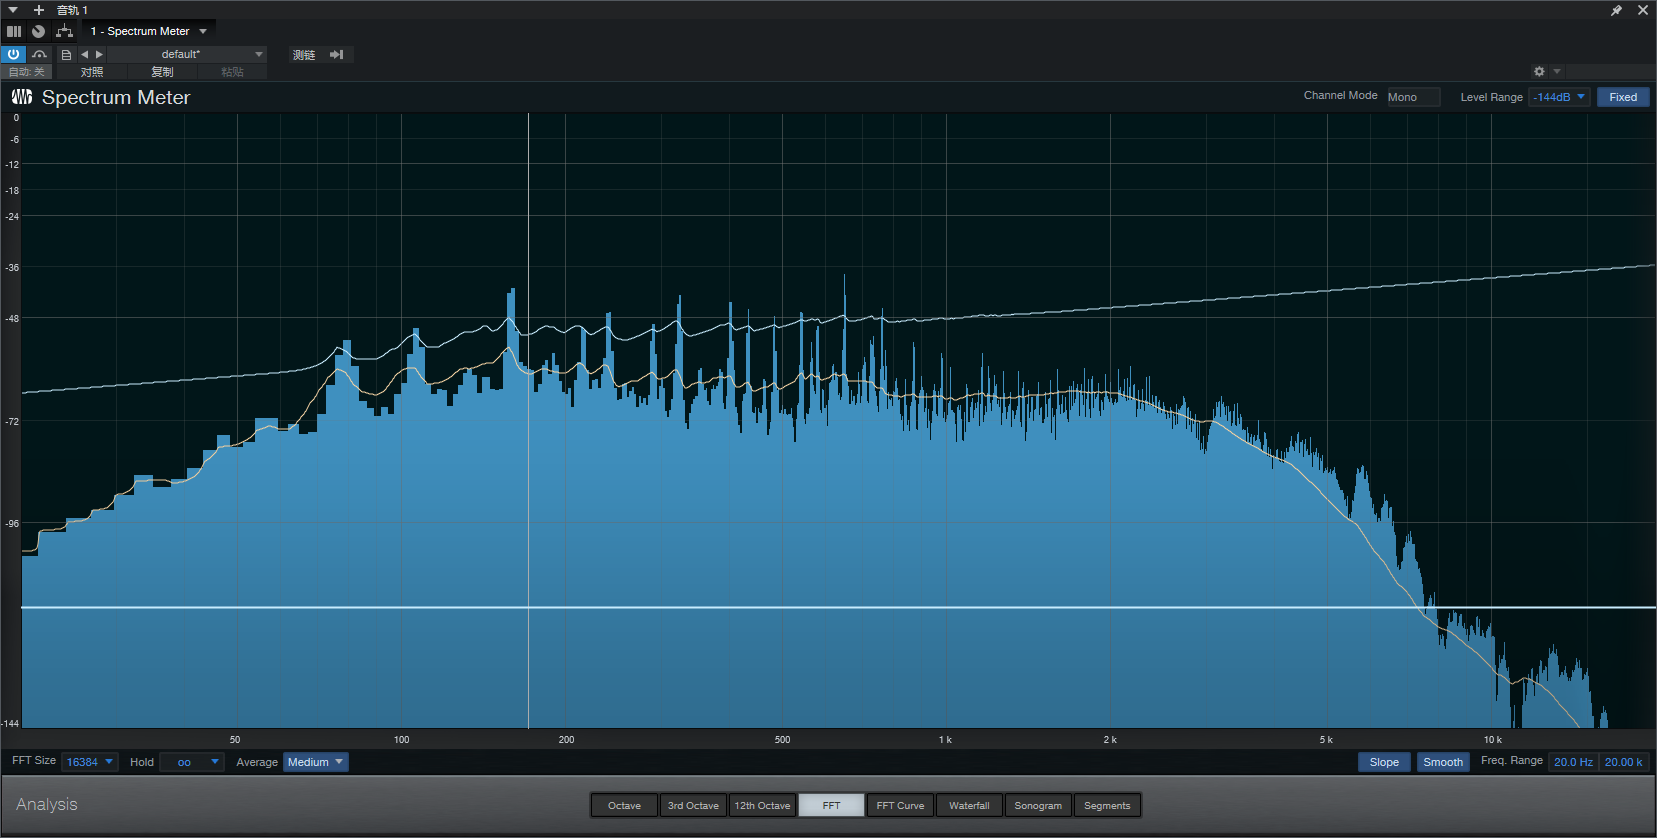 音轨 1
1 - Spectrum Meter
default*
测链
自动: 关
对照
复制
粘贴
Spectrum Meter
Channel Mode
Mono
Level Range
-144dB
Fixed
0
-6
-12
-18
-24
-36
-48
-72
-96
-144
50
100
200
500
1 k
2 k
5 k
10 k
FFT Size
16384
Hold
oo
Average
Medium
Slope
Smooth
Freq. Range
20.0 Hz
20.00 k
Analysis
Octave
3rd Octave
12th Octave
FFT
FFT Curve
Waterfall
Sonogram
Segments